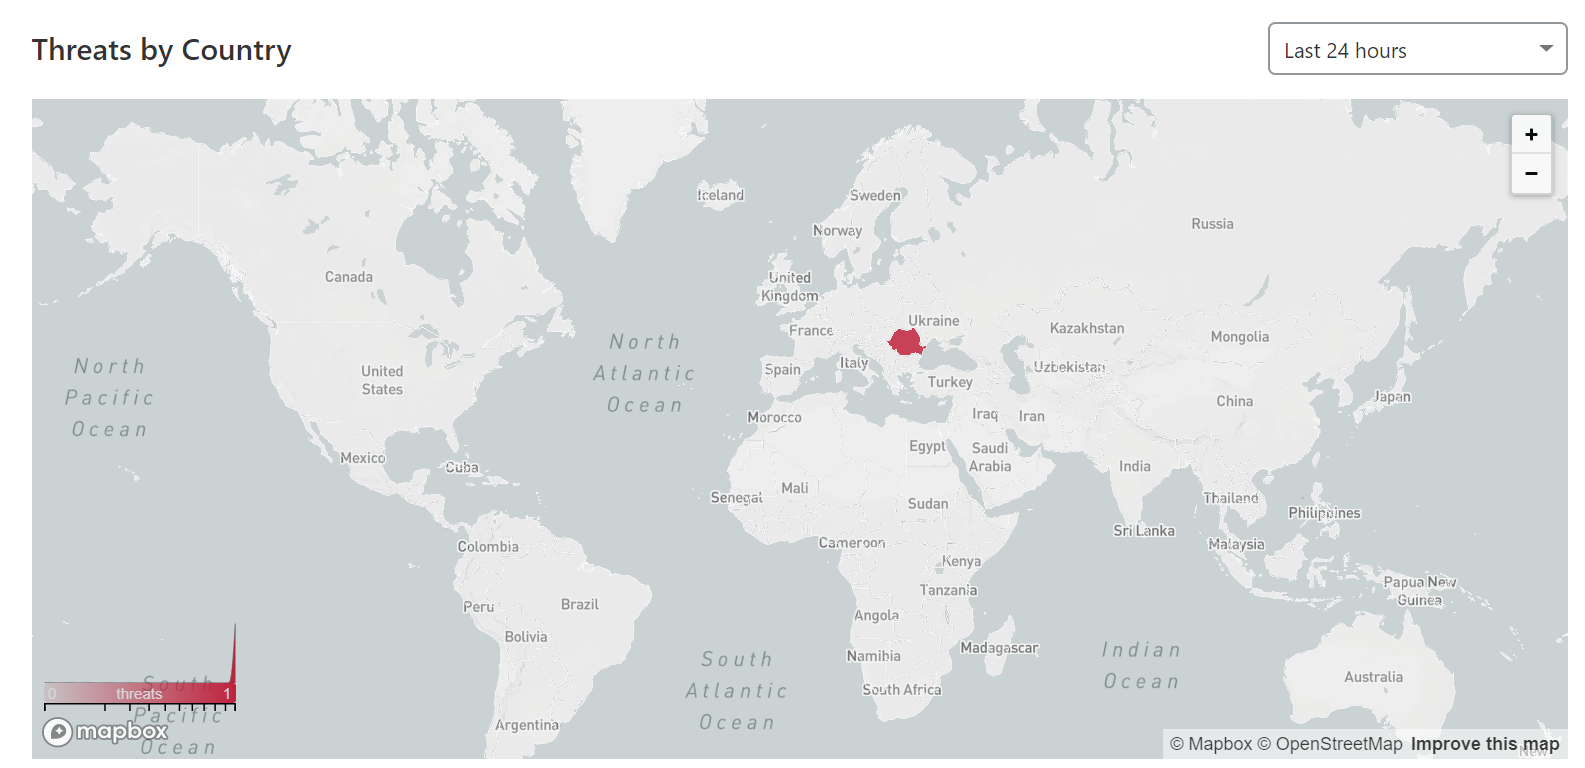 Threats by Country
Last 24 hours
+
−
Iceland
Sweden
Norway
Russia
Canada
United
Kingdom
Ukraine
France
Kazakhstan
Mongolia
North
Atlantic
Ocean
North
Pacific
Ocean
United
States
Spain
Italy
Uzbekistan
Turkey
China
Japan
Morocco
Iraq
Iran
Egypt
Saudi
Arabia
India
Mexico
Cuba
Mali
Senegal
Sudan
Thailand
Philippines
Sri Lanka
Colombia
Cameroon
Malaysia
Kenya
Papua New
Guinea
Tanzania
Peru
Brazil
Angola
Bolivia
Namibia
Madagascar
Indian
Ocean
South
Atlantic
Ocean
South Africa
Australia
0 threats 1
South
Pacific
Ocean
mapbox
Argentina
New
© Mapbox © OpenStreetMap Improve this map